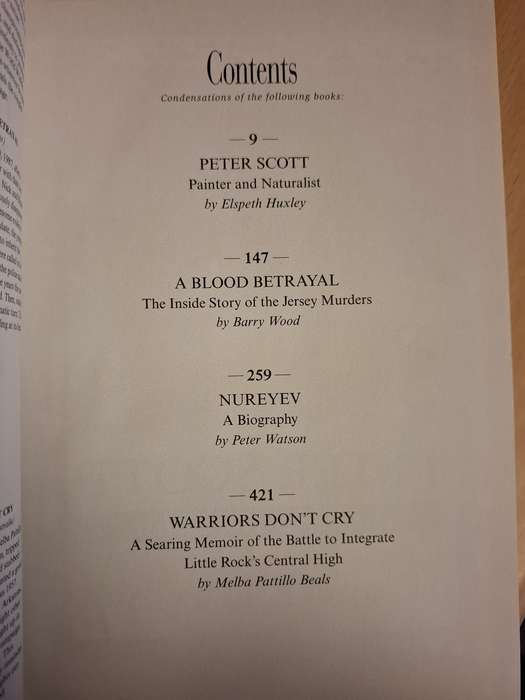 Contents
Condensations of the following books:
— 9 —
PETER SCOTT
Painter and Naturalist
by Elspeth Huxley
— 147 —
A BLOOD BETRAYAL
The Inside Story of the Jersey Murders
by Barry Wood
— 259 —
NUREYEV
A Biography
by Peter Watson
— 421 —
WARRIORS DON'T CRY
A Searing Memoir of the Battle to Integrate
Little Rock's Central High
by Melba Pattillo Beals